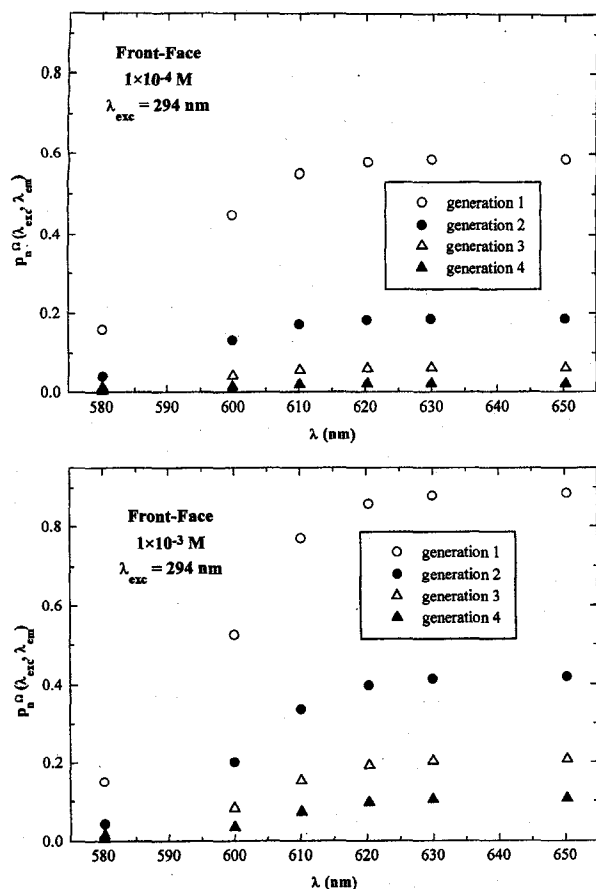 Front-Face
1×10⁻⁴ M
λexc = 294 nm
pnΩ(λexc, λem)
0.8
0.6
0.4
0.2
0.0
generation 1
generation 2
generation 3
generation 4
580 590 600 610 620 630 640 650
λ (nm)
Front-Face
1×10⁻³ M
λexc = 294 nm
pnΩ(λexc, λem)
0.8
0.6
0.4
0.2
0.0
generation 1
generation 2
generation 3
generation 4
580 590 600 610 620 630 640 650
λ (nm)